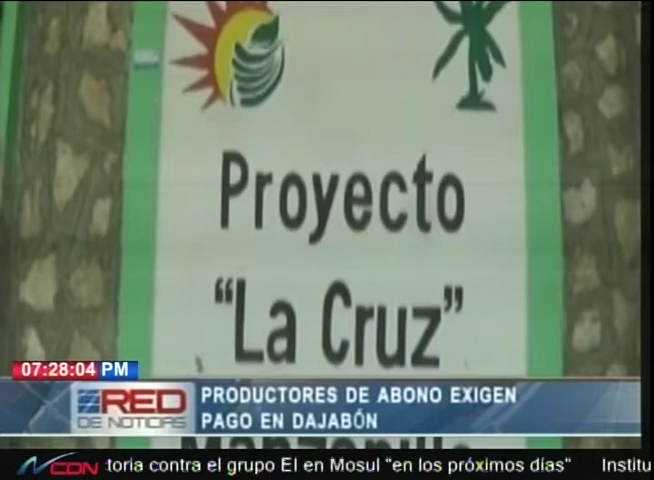 Proyecto
"La Cruz"
07:28:04 PM
RED
DE NOTICIAS
PRODUCTORES DE ABONO EXIGEN
PAGO EN DAJABÓN
NCDN toria contra el grupo EI en Mosul "en los próximos días" Institu